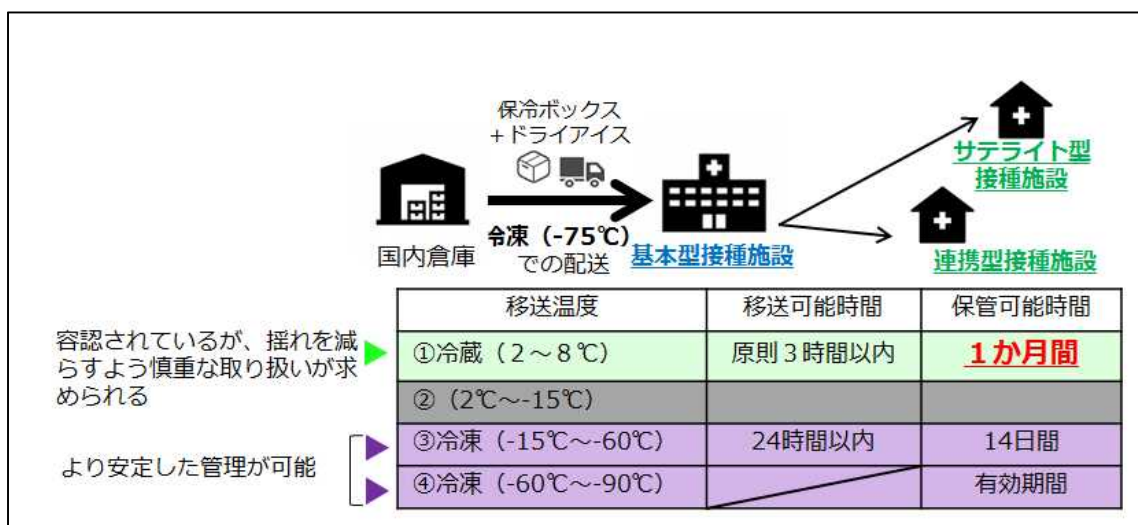 保冷ボックス
+ドライアイス
サテライト型
接種施設
冷凍（-75℃）
での配送
国内倉庫
基本型接種施設
連携型接種施設
移送温度 移送可能時間 保管可能時間
容認されているが、揺れを減
らすよう慎重な取り扱いが求
められる
①冷蔵（2～8℃） 原則3時間以内 1か月間
②（2℃～-15℃）
より安定した管理が可能
③冷凍（-15℃～-60℃） 24時間以内 14日間
④冷凍（-60℃～-90℃） 有効期間